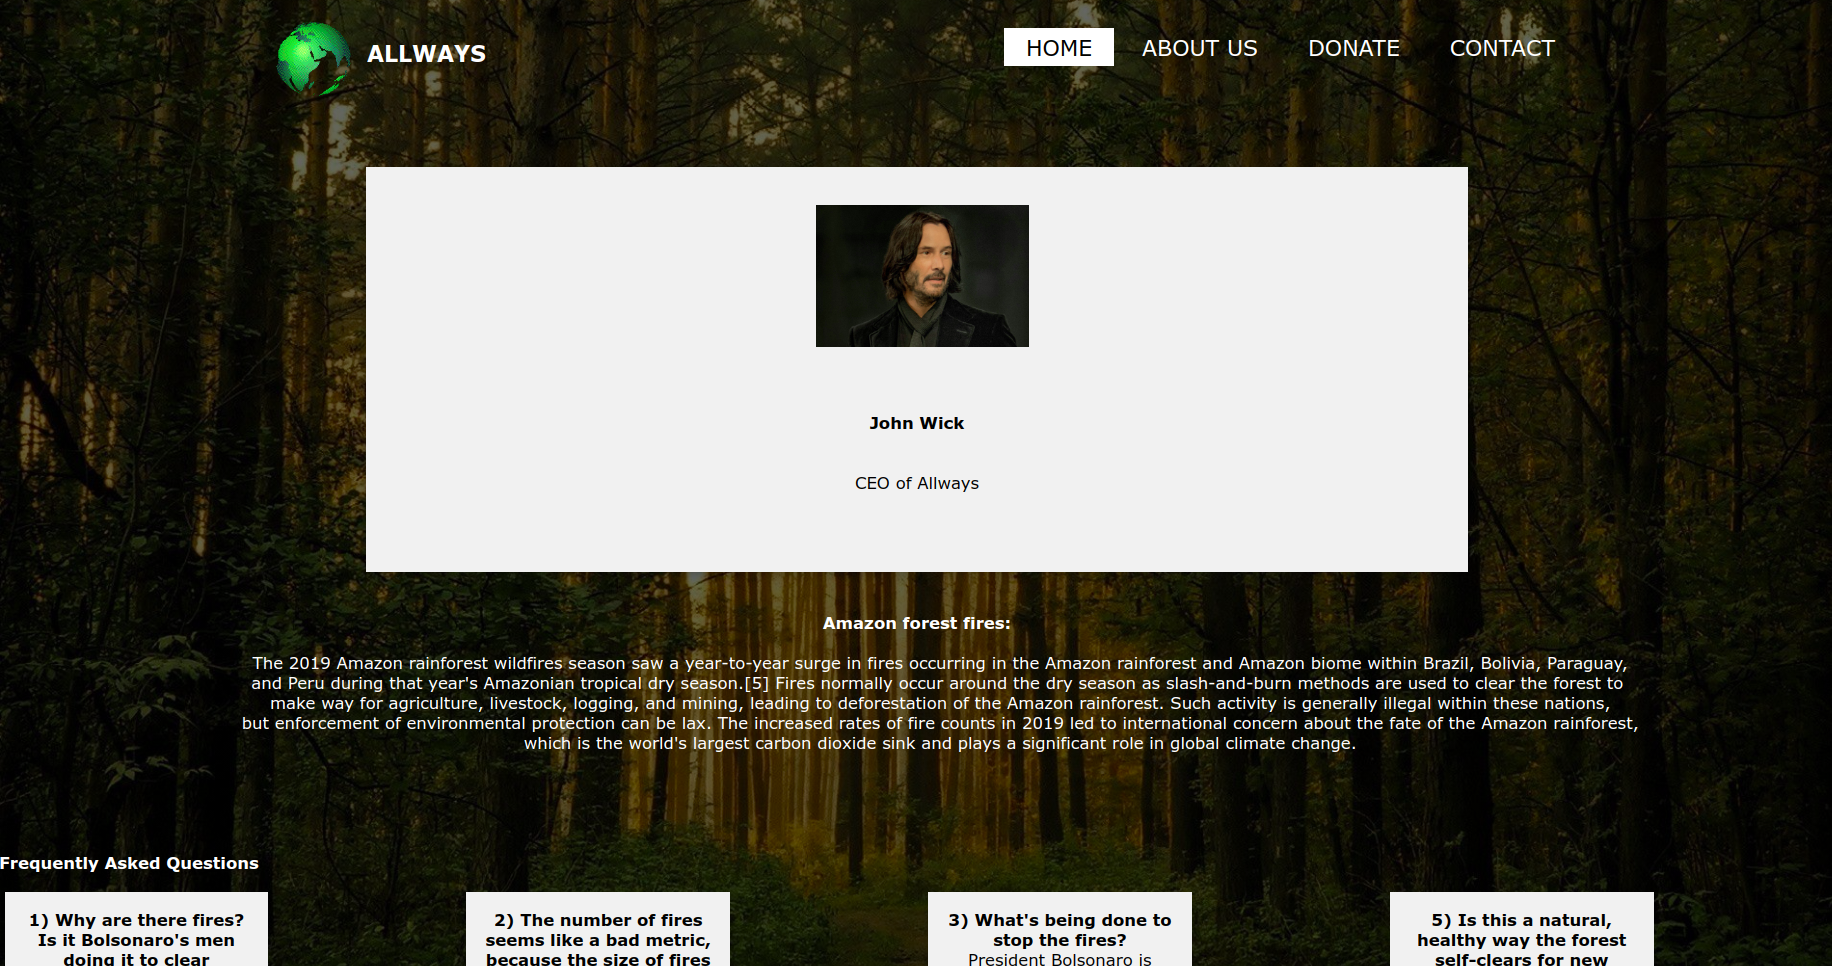 ALLWAYS
HOME ABOUT US DONATE CONTACT
John Wick
CEO of Allways
Amazon forest fires:
The 2019 Amazon rainforest wildfires season saw a year-to-year surge in fires occurring in the Amazon rainforest and Amazon biome within Brazil, Bolivia, Paraguay,
and Peru during that year's Amazonian tropical dry season.[5] Fires normally occur around the dry season as slash-and-burn methods are used to clear the forest to
make way for agriculture, livestock, logging, and mining, leading to deforestation of the Amazon rainforest. Such activity is generally illegal within these nations,
but enforcement of environmental protection can be lax. The increased rates of fire counts in 2019 led to international concern about the fate of the Amazon rainforest,
which is the world's largest carbon dioxide sink and plays a significant role in global climate change.
Frequently Asked Questions
1) Why are there fires?
Is it Bolsonaro's men
doing it to clear
2) The number of fires
seems like a bad metric,
because the size of fires
3) What's being done to
stop the fires?
President Bolsonaro is
5) Is this a natural,
healthy way the forest
self-clears for new